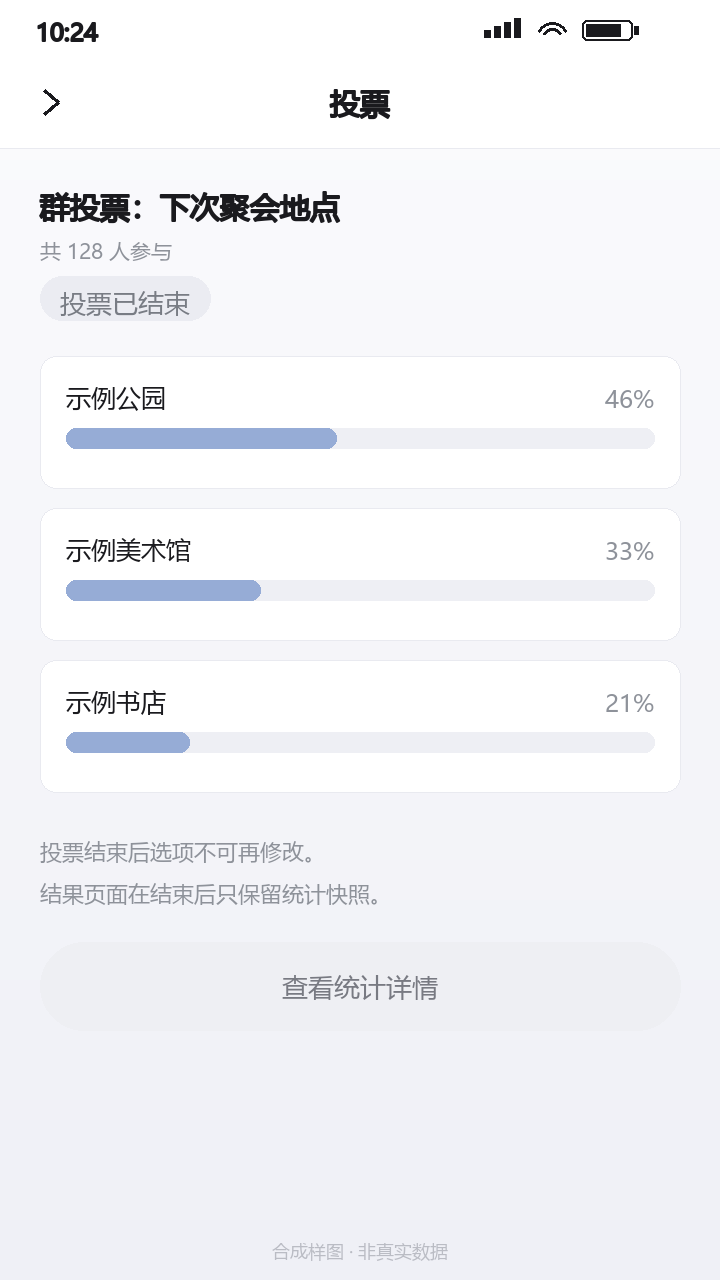 10:24
投票
群投票：下次聚会地点
共 128 人参与
投票已结束
示例公园 46%
示例美术馆 33%
示例书店 21%
投票结束后选项不可再修改。
结果页面在结束后只保留统计快照。
查看统计详情
合成样图 · 非真实数据